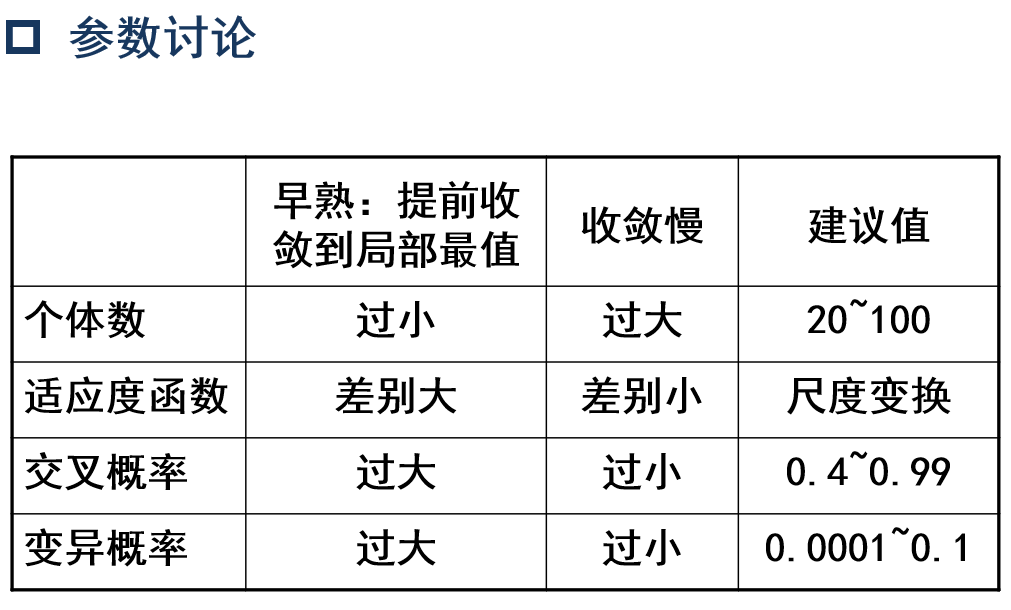 参数讨论
早熟：提前收
敛到局部最值
收敛慢
建议值
个体数
过小
过大
20~100
适应度函数
差别大
差别小
尺度变换
交叉概率
过大
过小
0.4~0.99
变异概率
过大
过小
0.0001~0.1